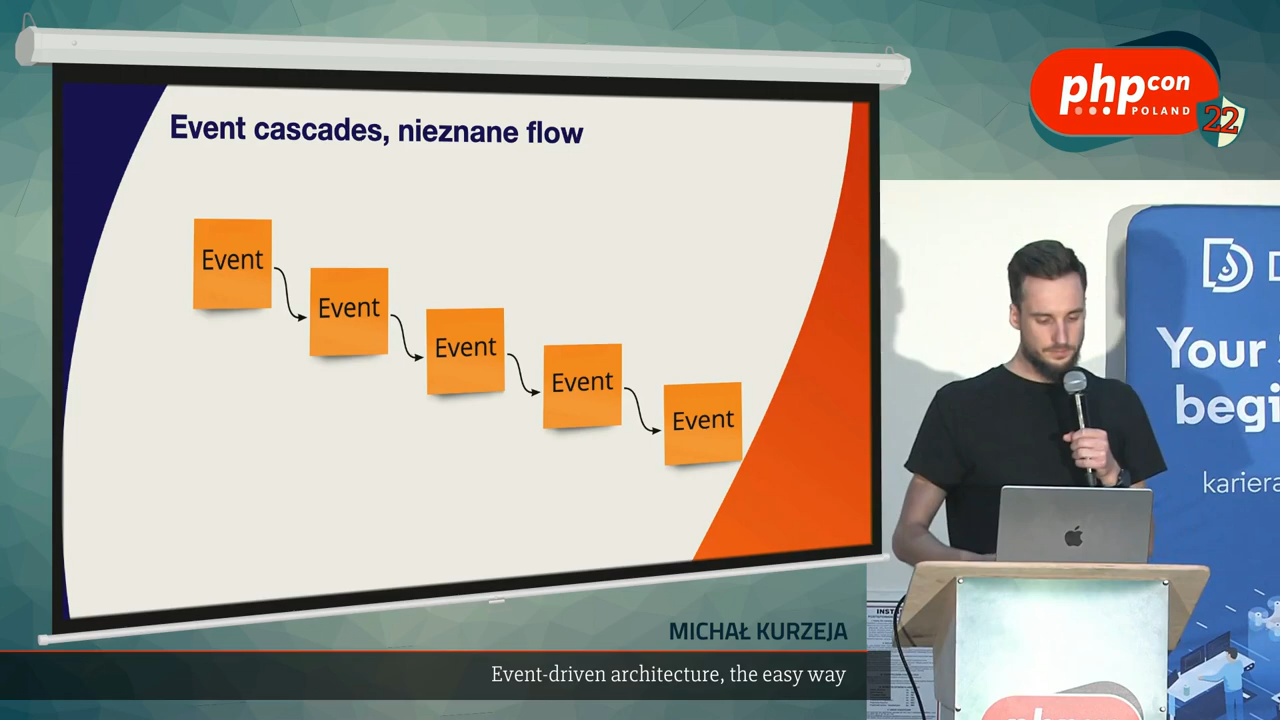 Event cascades, nieznane flow
Event
Event
Event
Event
Event
php con
POLAND
22
D
Your
begi
kariera
MICHAŁ KURZEJA
Event-driven architecture, the easy way